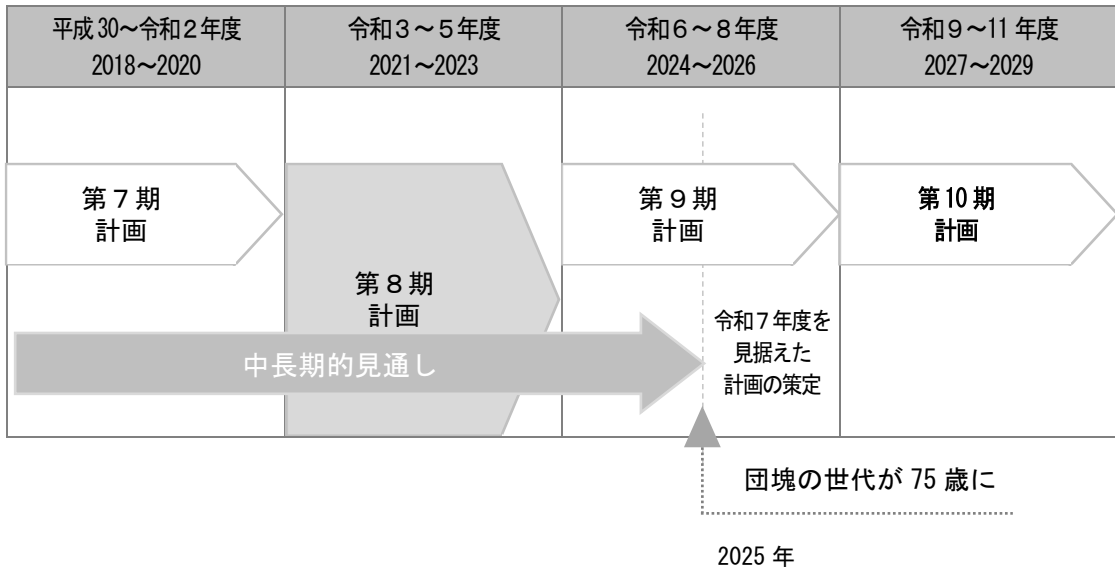 平成30～令和２年度
2018～2020
令和３～５年度
2021～2023
令和６～８年度
2024～2026
令和９～11年度
2027～2029
第７期
計画
第８期
計画
第９期
計画
第10期
計画
中長期的見通し
令和７年度を
見据えた
計画の策定
団塊の世代が75歳に
2025年